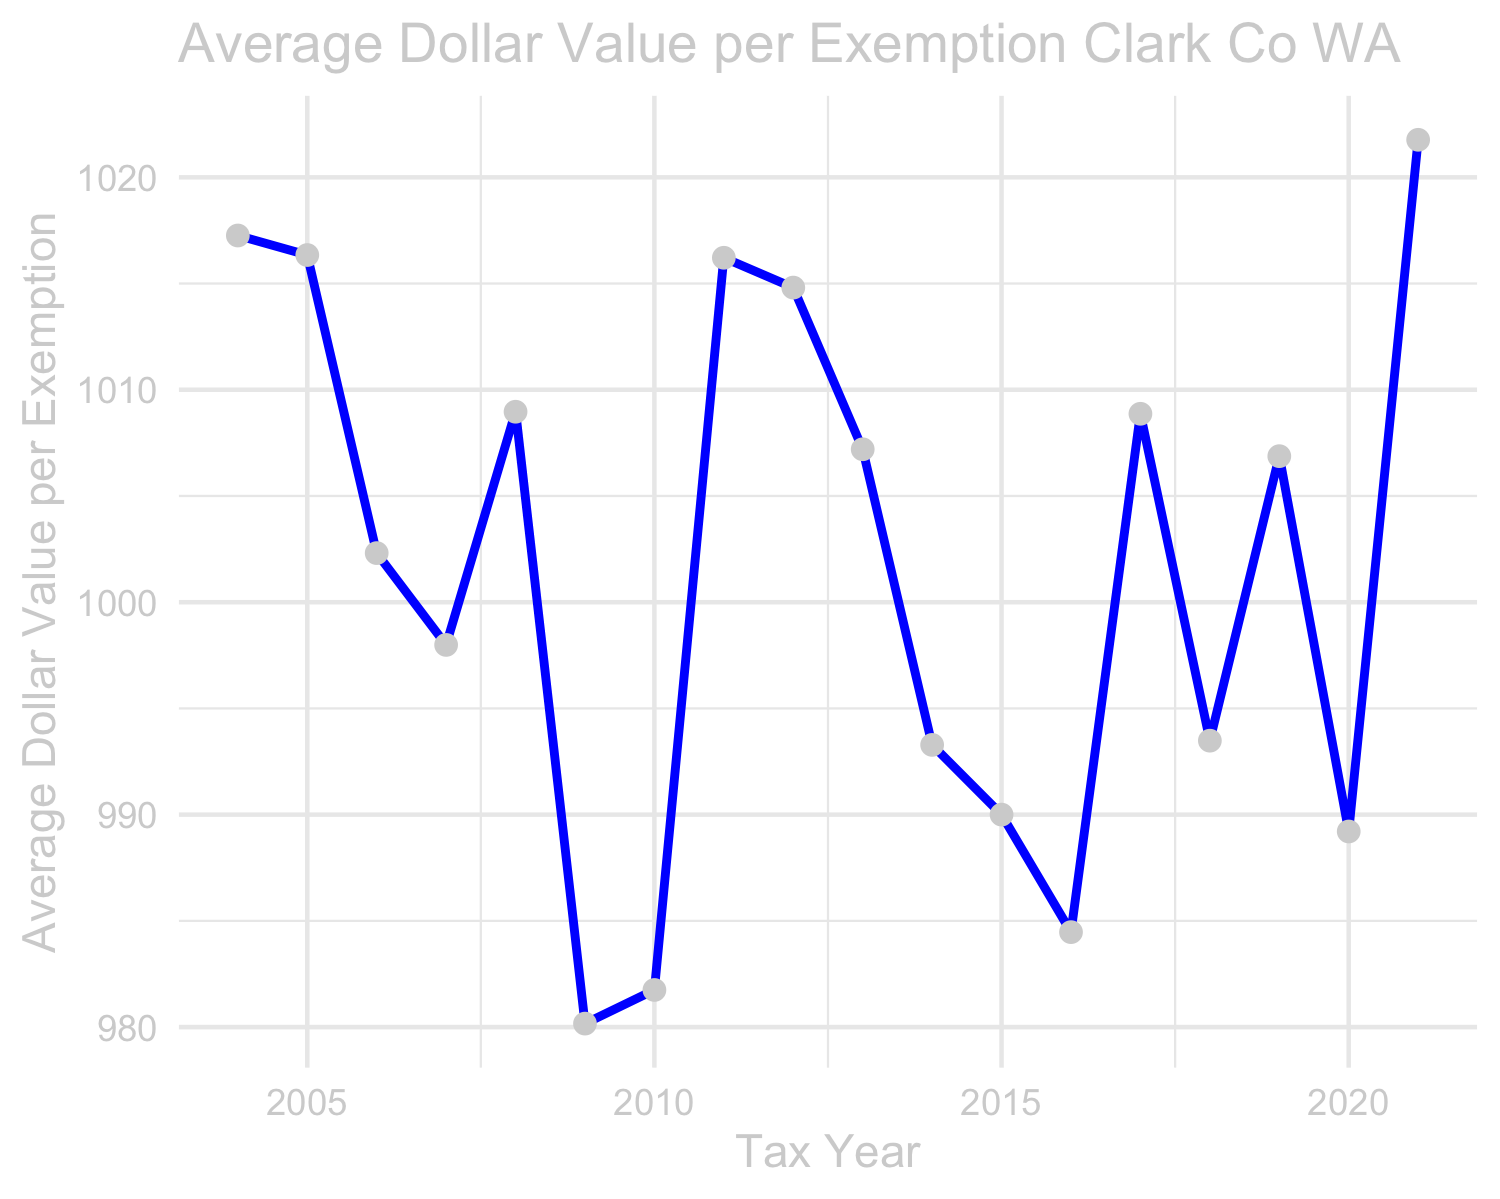 Average Dollar Value per Exemption Clark Co WA
Average Dollar Value per Exemption
1020
1010
1000
990
980
2005 2010 2015 2020
Tax Year